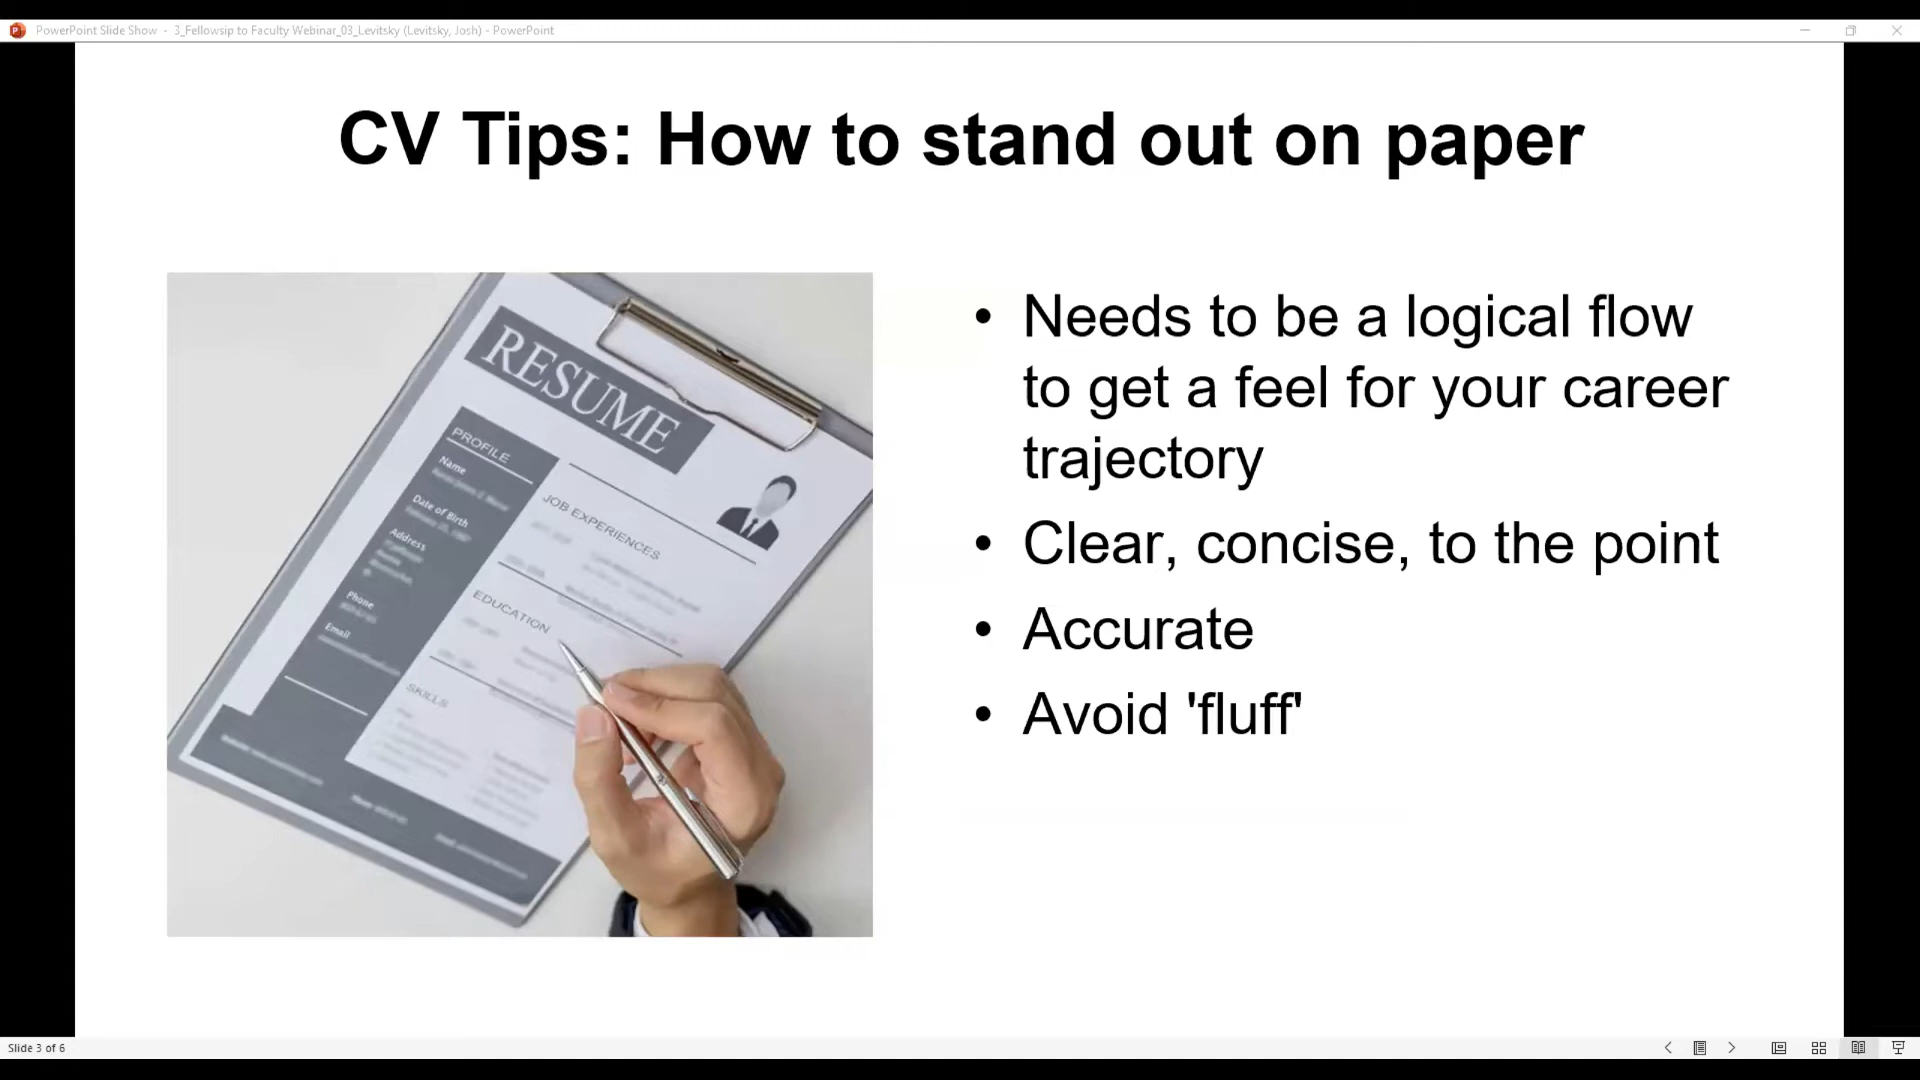 PowerPoint Slide Show - 3_Fellowsip to Faculty Webinar_03_Levitsky (Levitsky, Josh) - PowerPoint
CV Tips: How to stand out on paper
RESUME
PROFILE
Name
Date of Birth
Address
Phone
Email
JOB EXPERIENCES
EDUCATION
SKILLS
• Needs to be a logical flow
to get a feel for your career
trajectory
• Clear, concise, to the point
• Accurate
• Avoid 'fluff'
Slide 3 of 6